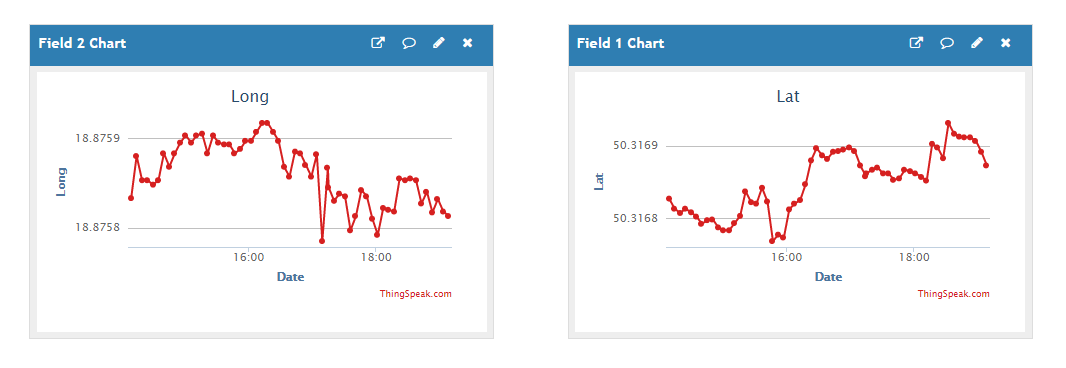 Field 2 Chart
Long
18.8759
18.8758
Long
16:00
18:00
Date
ThingSpeak.com
Field 1 Chart
Lat
50.3169
50.3168
Lat
16:00
18:00
Date
ThingSpeak.com